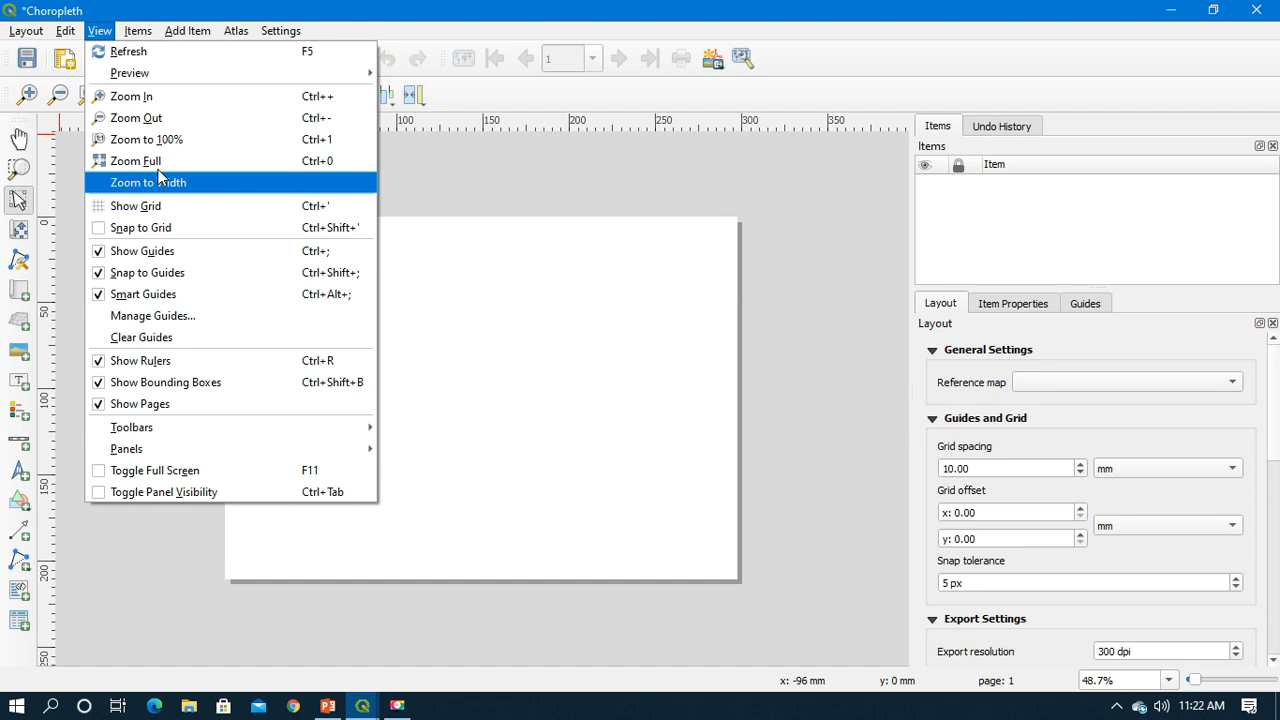 *Choropleth
Layout Edit View Items Add Item Atlas Settings
Refresh F5
Preview
Zoom In Ctrl++
Zoom Out Ctrl+-
Zoom to 100% Ctrl+1
Zoom Full Ctrl+0
Zoom to Width
Show Grid Ctrl+'
Snap to Grid Ctrl+Shift+'
Show Guides Ctrl+;
Snap to Guides Ctrl+Shift+;
Smart Guides Ctrl+Alt+;
Manage Guides...
Clear Guides
Show Rulers Ctrl+R
Show Bounding Boxes Ctrl+Shift+B
Show Pages
Toolbars
Panels
Toggle Full Screen F11
Toggle Panel Visibility Ctrl+Tab
1
100 150 200 250 300 350
0
50
100
150
200
250
Items Undo History
Items
Item
Layout Item Properties Guides
Layout
General Settings
Reference map
Guides and Grid
Grid spacing
10.00 mm
Grid offset
x: 0.00
mm
y: 0.00
Snap tolerance
5 px
Export Settings
Export resolution 300 dpi
x: -96 mm y: 0 mm page: 1 48.7%
11:22 AM